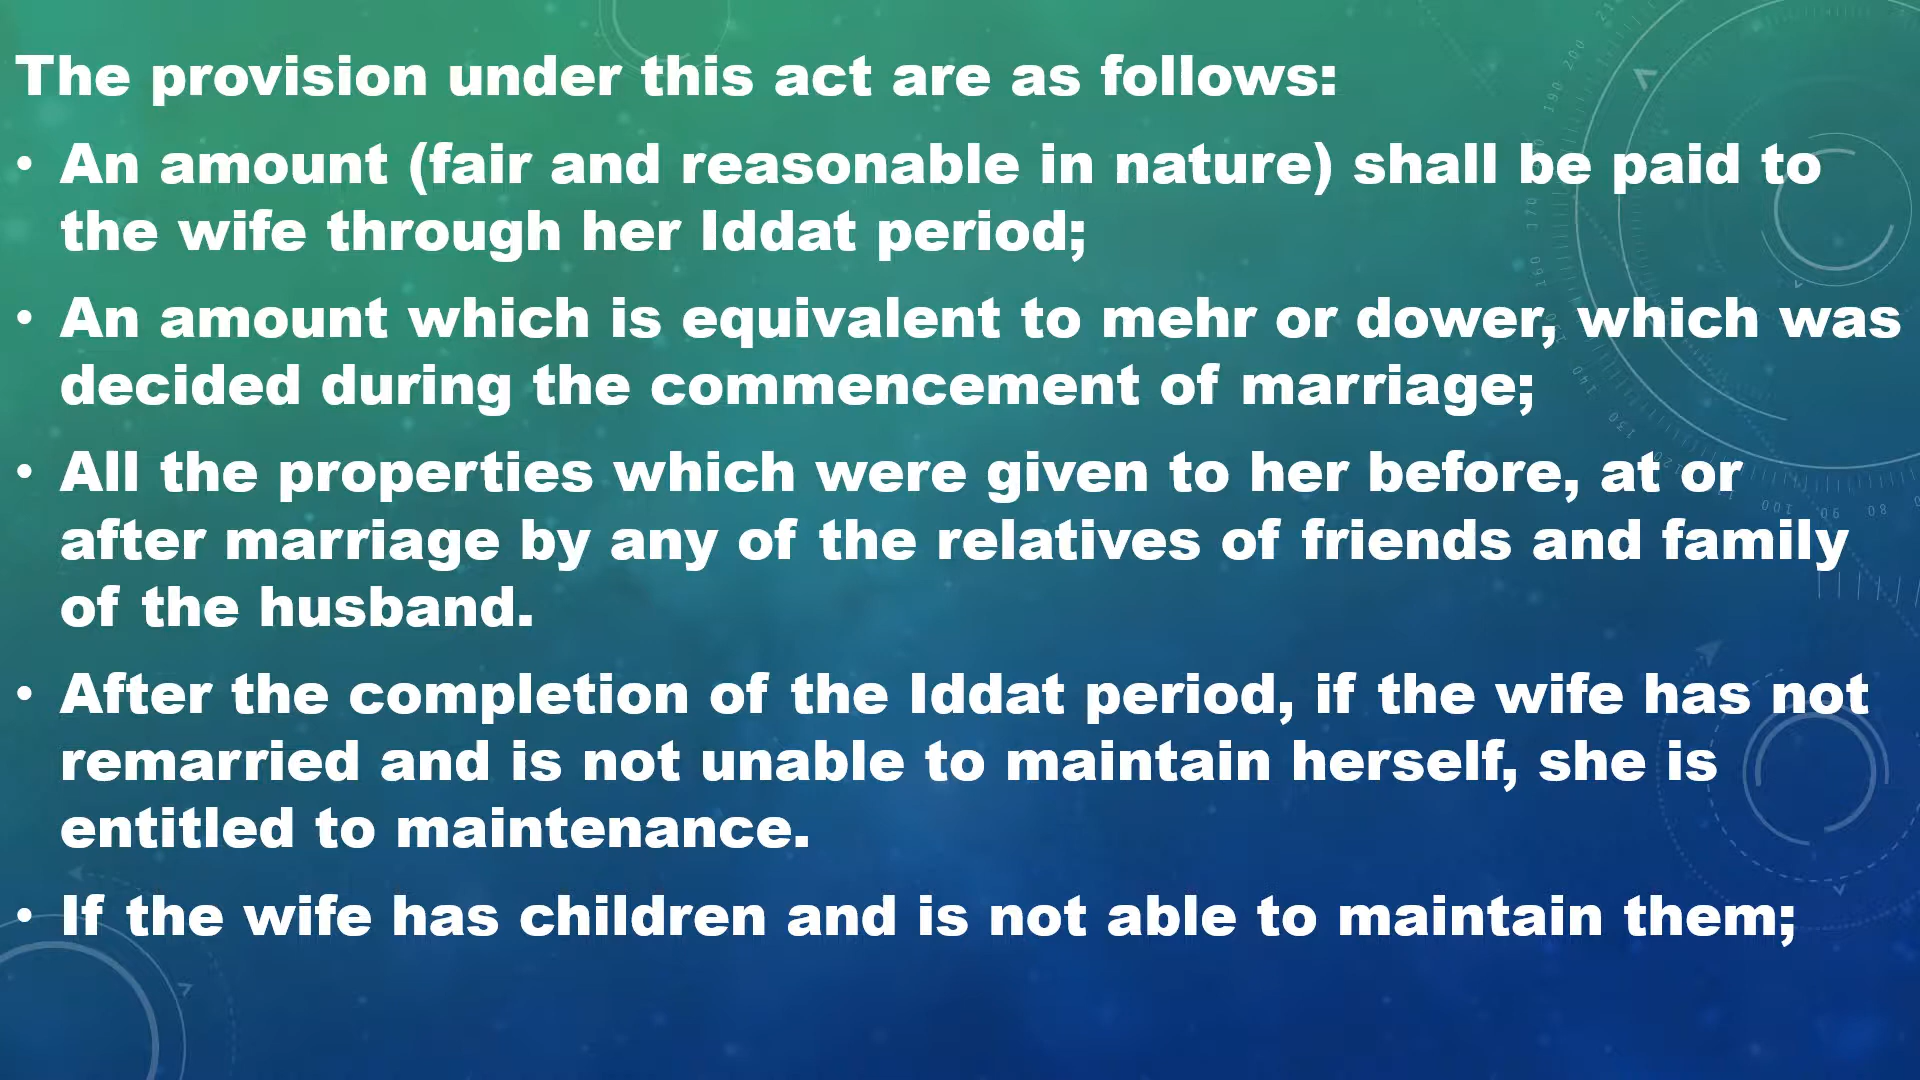 The provision under this act are as follows:
• An amount (fair and reasonable in nature) shall be paid to
the wife through her Iddat period;
• An amount which is equivalent to mehr or dower, which was
decided during the commencement of marriage;
• All the properties which were given to her before, at or
after marriage by any of the relatives of friends and family
of the husband.
• After the completion of the Iddat period, if the wife has not
remarried and is not unable to maintain herself, she is
entitled to maintenance.
• If the wife has children and is not able to maintain them;